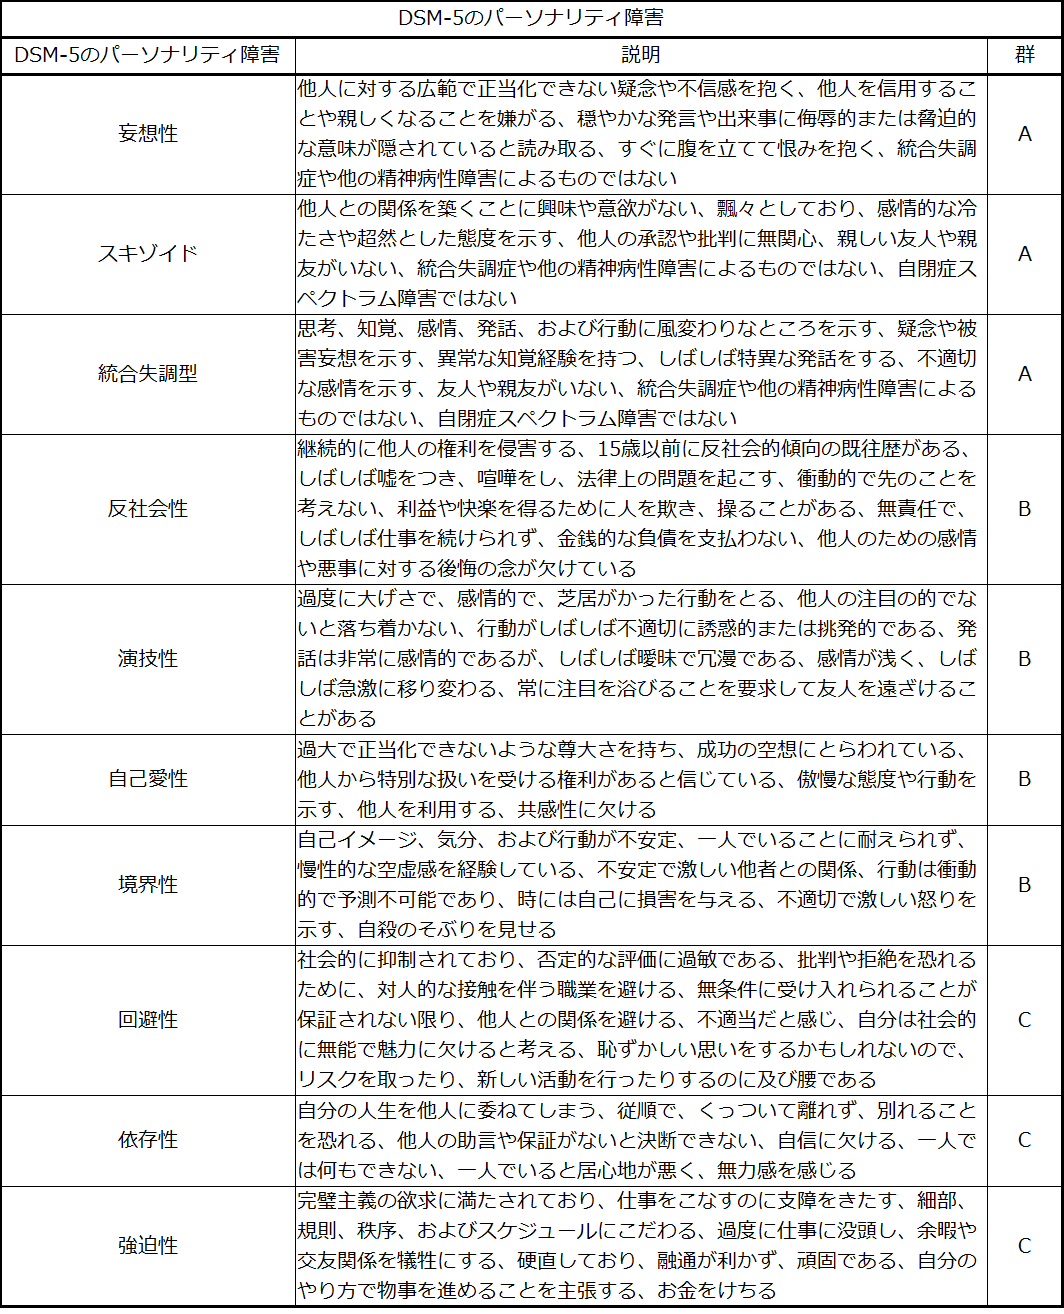 DSM-5のパーソナリティ障害
DSM-5のパーソナリティ障害 説明 群
妄想性
他人に対する広範で正当化できない疑念や不信感を抱く、他人を信用するこ
とや親しくなることを嫌がる、穏やかな発言や出来事に侮辱的または脅迫的
な意味が隠されていると読み取る、すぐに腹を立てて恨みを抱く、統合失調
症や他の精神病性障害によるものではない
A
スキゾイド
他人との関係を築くことに興味や意欲がない、飄々としており、感情的な冷
たさや超然とした態度を示す、他人の承認や批判に無関心、親しい友人や親
友がいない、統合失調症や他の精神病性障害によるものではない、自閉症ス
ペクトラム障害ではない
A
統合失調型
思考、知覚、感情、発話、および行動に風変わりなところを示す、疑念や被
害妄想を示す、異常な知覚経験を持つ、しばしば特異な発話をする、不適切
な感情を示す、友人や親友がいない、統合失調症や他の精神病性障害による
ものではない、自閉症スペクトラム障害ではない
A
反社会性
継続的に他人の権利を侵害する、15歳以前に反社会的傾向の既往歴がある、
しばしば嘘をつき、喧嘩をし、法律上の問題を起こす、衝動的で先のことを
考えない、利益や快楽を得るために人を欺き、操ることがある、無責任で、
しばしば仕事を続けられず、金銭的な負債を支払わない、他人のための感情
や悪事に対する後悔の念が欠けている
B
演技性
過度に大げさで、感情的で、芝居がかった行動をとる、他人の注目の的でな
いと落ち着かない、行動がしばしば不適切に誘惑的または挑発的である、発
話は非常に感情的であるが、しばしば曖昧で冗漫である、感情が浅く、しば
しば急激に移り変わる、常に注目を浴びることを要求して友人を遠ざけるこ
とがある
B
自己愛性
過大で正当化できないような尊大さを持ち、成功の空想にとらわれている、
他人から特別な扱いを受ける権利があると信じている、傲慢な態度や行動を
示す、他人を利用する、共感性に欠ける
B
境界性
自己イメージ、気分、および行動が不安定、一人でいることに耐えられず、
慢性的な空虚感を経験している、不安定で激しい他者との関係、行動は衝動
的で予測不可能であり、時には自己に損害を与える、不適切で激しい怒りを
示す、自殺のそぶりを見せる
B
回避性
社会的に抑制されており、否定的な評価に過敏である、批判や拒絶を恐れる
ために、対人的な接触を伴う職業を避ける、無条件に受け入れられることが
保証されない限り、他人との関係を避ける、不適当だと感じ、自分は社会的
に無能で魅力に欠けると考える、恥ずかしい思いをするかもしれないので、
リスクを取ったり、新しい活動を行ったりするのに及び腰である
C
依存性
自分の人生を他人に委ねてしまう、従順で、くっついて離れず、別れること
を恐れる、他人の助言や保証がないと決断できない、自信に欠ける、一人で
は何もできない、一人でいると居心地が悪く、無力感を感じる
C
強迫性
完璧主義の欲求に満たされており、仕事をこなすのに支障をきたす、細部、
規則、秩序、およびスケジュールにこだわる、過度に仕事に没頭し、余暇や
交友関係を犠牲にする、硬直しており、融通が利かず、頑固である、自分の
やり方で物事を進めることを主張する、お金をけちる
C